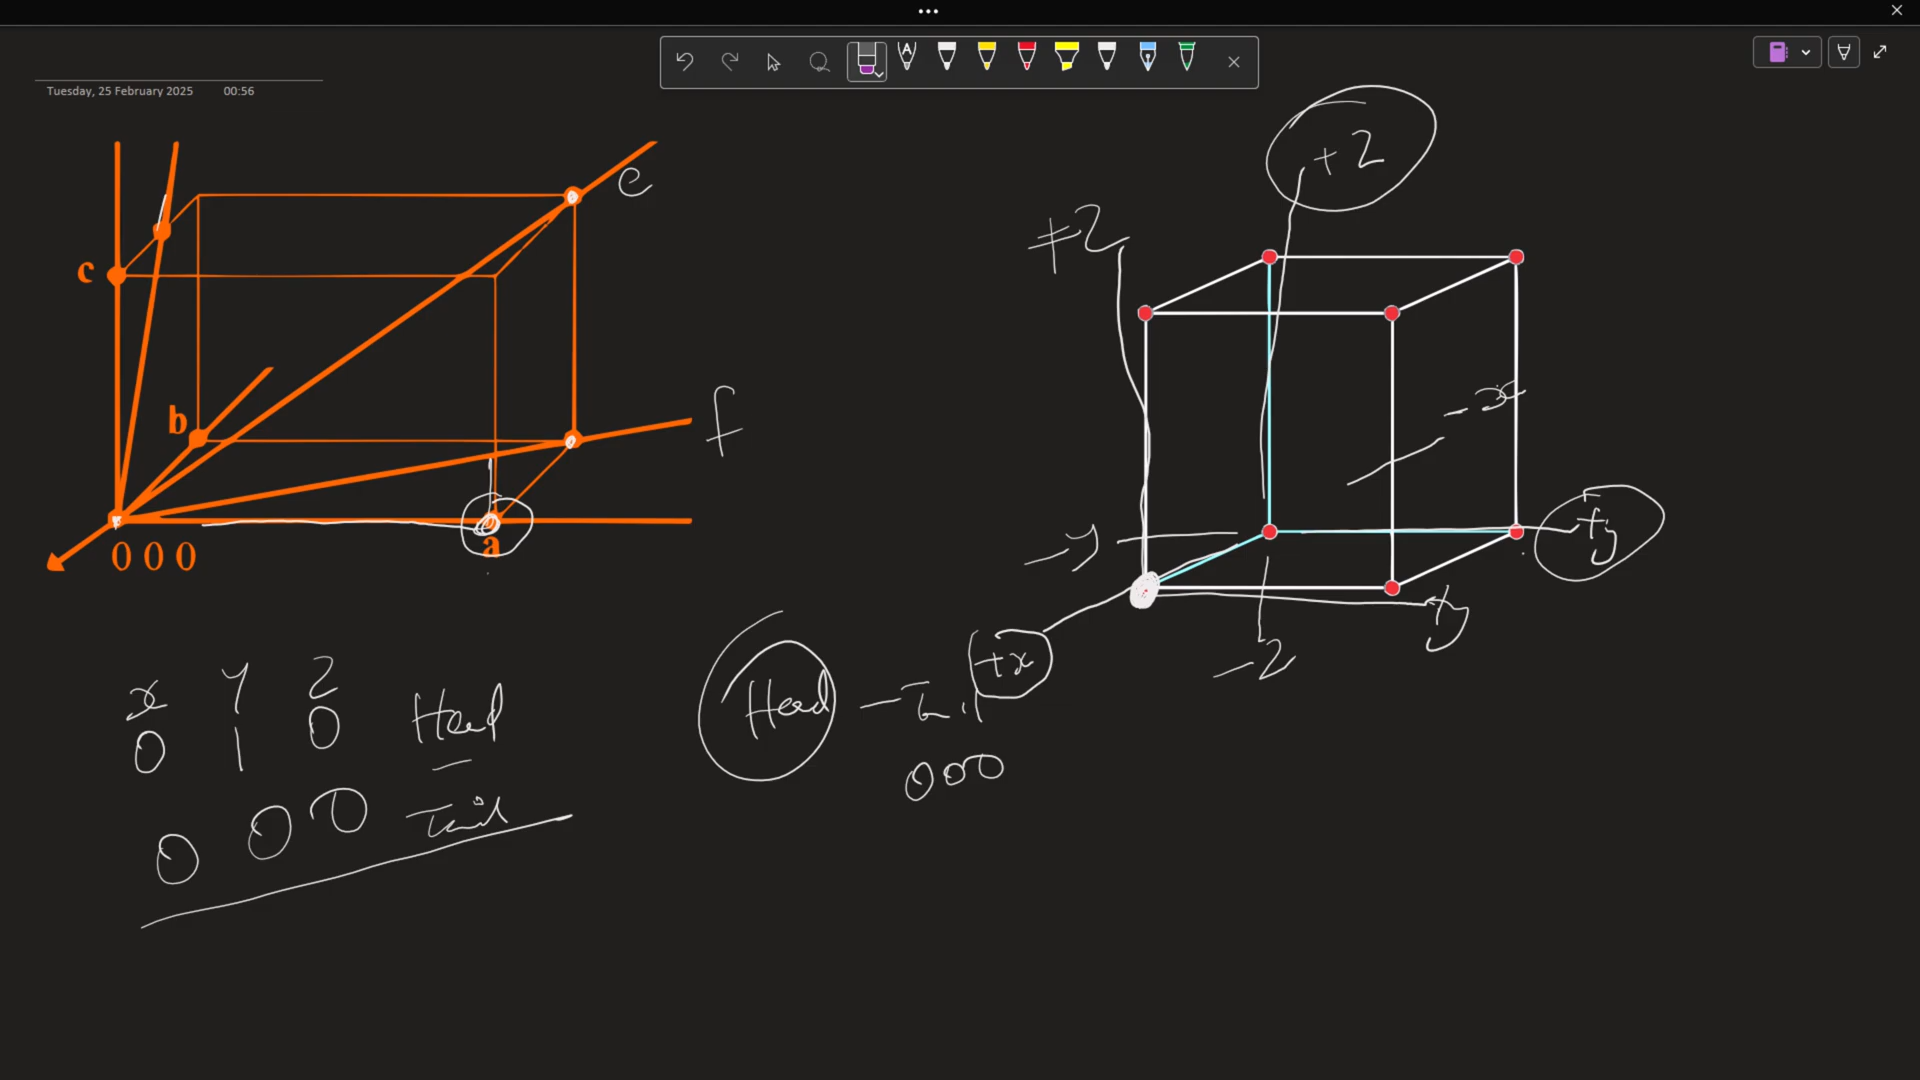 Tuesday, 25 February 2025 00:56
e
c
b
f
a
0 0 0
+z
+z
-x
-y
+y
+y
-z
+x
x y z
0 1 0 Head
0 0 0 Tail
Head - Tail
000